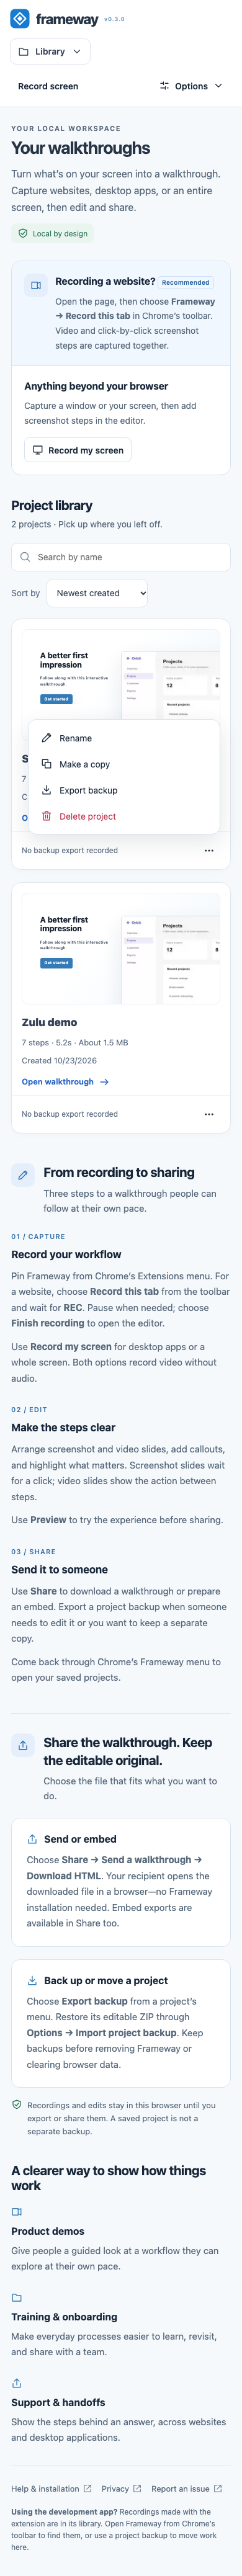 frameway v0.3.0
Library
Record screen
Options
YOUR LOCAL WORKSPACE
Your walkthroughs
Turn what's on your screen into a walkthrough.
Capture websites, desktop apps, or an entire
screen, then edit and share.
Local by design
Recording a website? Recommended
Open the page, then choose Frameway
→ Record this tab in Chrome's toolbar.
Video and click-by-click screenshot
steps are captured together.
Anything beyond your browser
Capture a window or your screen, then add
screenshot steps in the editor.
Record my screen
Project library
2 projects · Pick up where you left off.
Search by name
Sort by
Newest created
A better first
impression
Follow along with this interactive
walkthrough.
Get started
Projects
12
8
S
7
C
O
Rename
Make a copy
Export backup
Delete project
No backup export recorded
A better first
impression
Follow along with this interactive
walkthrough.
Get started
Projects
12
8
Zulu demo
7 steps · 5.2s · About 1.5 MB
Created 10/23/2026
Open walkthrough →
No backup export recorded
From recording to sharing
Three steps to a walkthrough people can
follow at their own pace.
01 / CAPTURE
Record your workflow
Pin Frameway from Chrome's Extensions menu. For
a website, choose Record this tab from the toolbar
and wait for REC. Pause when needed; choose
Finish recording to open the editor.
Use Record my screen for desktop apps or a
whole screen. Both options record video without
audio.
02 / EDIT
Make the steps clear
Arrange screenshot and video slides, add callouts,
and highlight what matters. Screenshot slides wait
for a click; video slides show the action between
steps.
Use Preview to try the experience before sharing.
03 / SHARE
Send it to someone
Use Share to download a walkthrough or prepare
an embed. Export a project backup when someone
needs to edit it or you want to keep a separate
copy.
Come back through Chrome's Frameway menu to
open your saved projects.
Share the walkthrough. Keep
the editable original.
Choose the file that fits what you want to
do.
Send or embed
Choose Share → Send a walkthrough →
Download HTML. Your recipient opens the
downloaded file in a browser—no Frameway
installation needed. Embed exports are
available in Share too.
Back up or move a project
Choose Export backup from a project's
menu. Restore its editable ZIP through
Options → Import project backup. Keep
backups before removing Frameway or
clearing browser data.
Recordings and edits stay in this browser until you
export or share them. A saved project is not a
separate backup.
A clearer way to show how things
work
Product demos
Give people a guided look at a workflow they can
explore at their own pace.
Training & onboarding
Make everyday processes easier to learn, revisit,
and share with a team.
Support & handoffs
Show the steps behind an answer, across websites
and desktop applications.
Help & installation
Privacy
Report an issue
Using the development app? Recordings made with the
extension are in its library. Open Frameway from Chrome's
toolbar to find them, or use a project backup to move work
here.